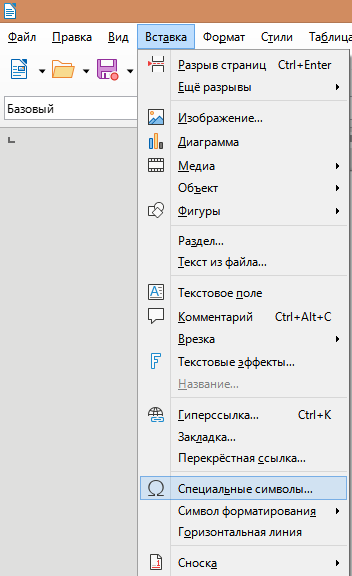 Файл Правка Вид Вставка Формат Стили Таблица
Разрыв страниц Ctrl+Enter
Ещё разрывы
Базовый
Изображение...
Диаграмма
Медиа
Объект
Фигуры
Раздел...
Текст из файла...
Текстовое поле
Комментарий Ctrl+Alt+C
Врезка
Текстовые эффекты...
Название...
Гиперссылка... Ctrl+K
Закладка...
Перекрёстная ссылка...
Специальные символы...
Символ форматирования
Горизонтальная линия
Сноска